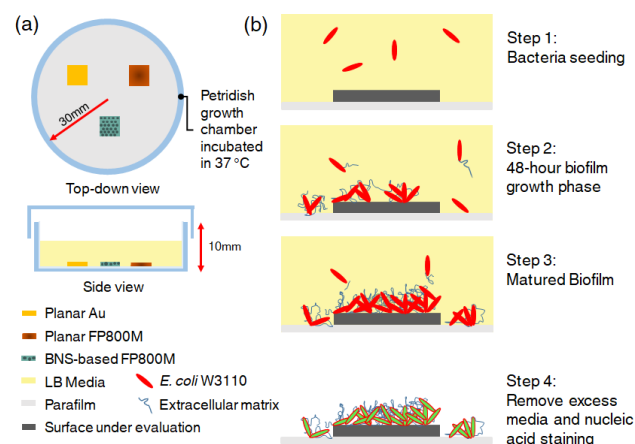 (a)
30mm
Petridish
growth
chamber
incubated
in 37 °C
Top-down view
10mm
Side view
Planar Au
Planar FP800M
BNS-based FP800M
LB Media
Parafilm
Surface under evaluation
E. coli W3110
Extracellular matrix
(b)
Step 1:
Bacteria seeding
Step 2:
48-hour biofilm
growth phase
Step 3:
Matured Biofilm
Step 4:
Remove excess
media and nucleic
acid staining